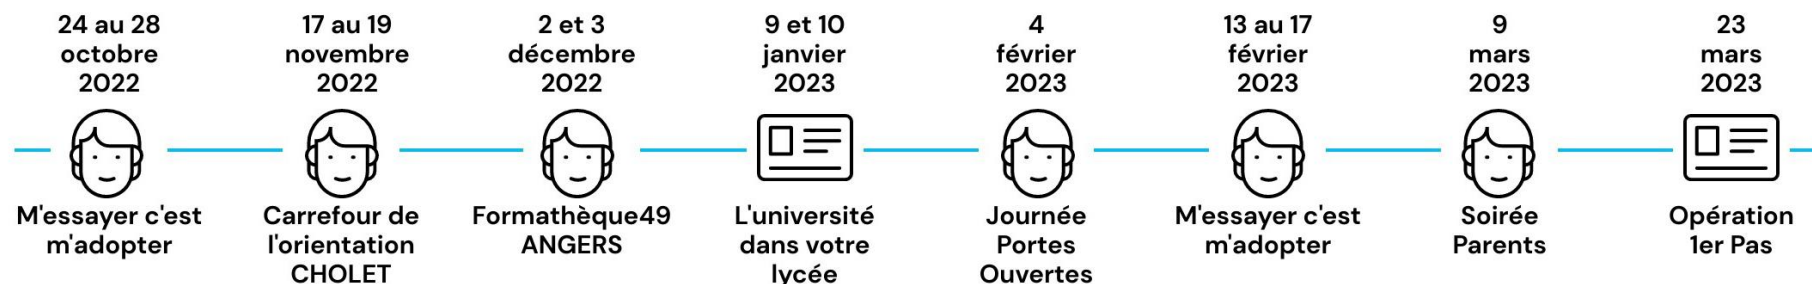 24 au 28
octobre
2022
M'essayer c'est
m'adopter
17 au 19
novembre
2022
Carrefour de
l'orientation
CHOLET
2 et 3
décembre
2022
Formathèque49
ANGERS
9 et 10
janvier
2023
L'université
dans votre
lycée
4
février
2023
Journée
Portes
Ouvertes
13 au 17
février
2023
M'essayer c'est
m'adopter
9
mars
2023
Soirée
Parents
23
mars
2023
Opération
1er Pas